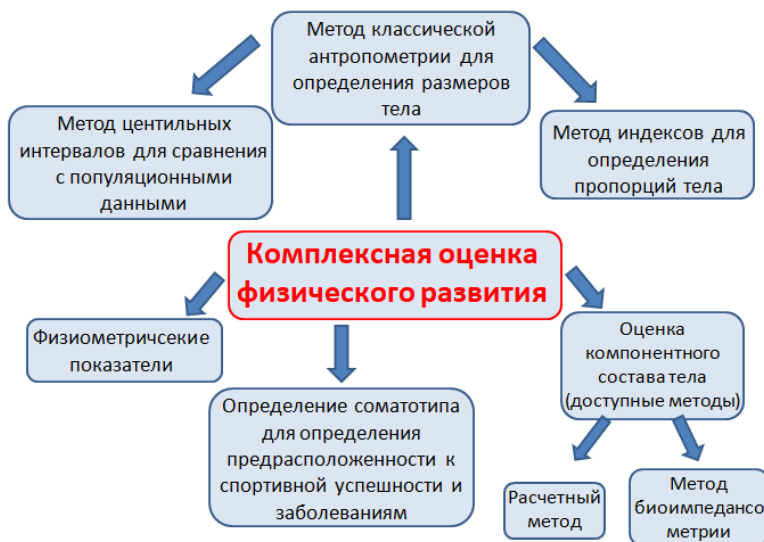 Метод классической
антропометрии для
определения размеров
тела
Метод центильных
интервалов для сравнения
с популяционными
данными
Метод индексов для
определения
пропорций тела
Комплексная оценка
физического развития
Физиометричсекие
показатели
Оценка
компонентного
состава тела
(доступные методы)
Определение соматотипа
для определения
предрасположенности к
спортивной успешности и
заболеваниям
Расчетный
метод
Метод
биоимпедансо
метрии